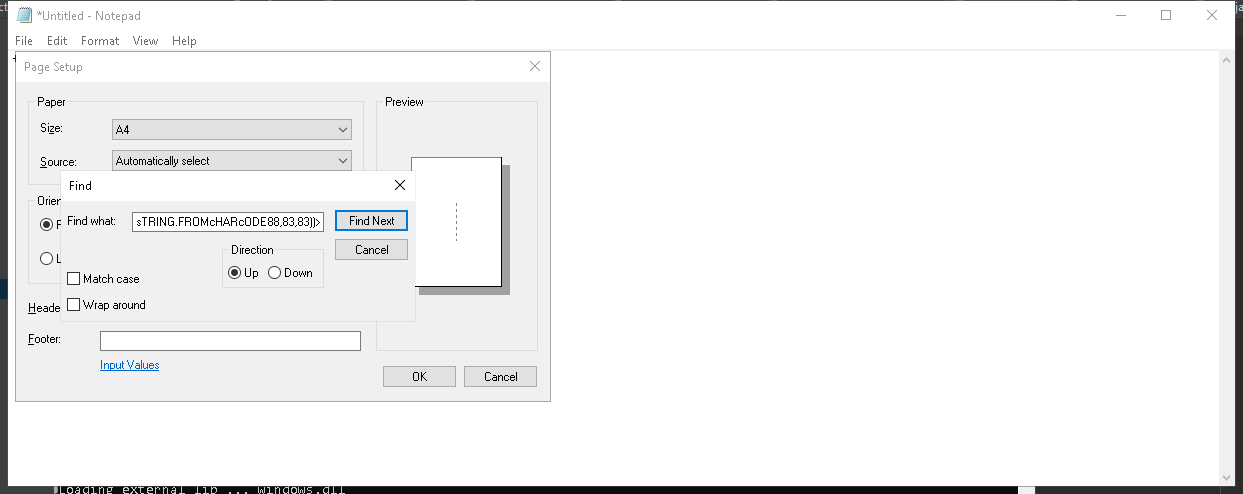 *Untitled - Notepad
File Edit Format View Help
Page Setup
Paper
Size:
A4
Source:
Automatically select
Preview
Find
Find what:
sTRING.FROMcHARcODE88,83,83))>
Find Next
Cancel
Direction
Up Down
Match case
Wrap around
Orien
Heade
Footer:
Input Values
OK
Cancel
Loading external lib ... windows.dll